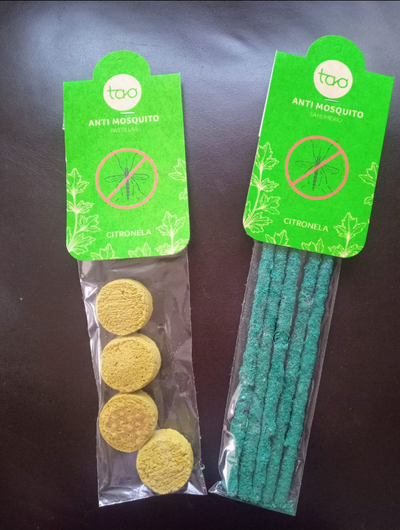 tao
ANTI MOSQUITO
PASTILLAS
CITRONELA
tao
ANTI MOSQUITO
SAHUMERIO
CITRONELA